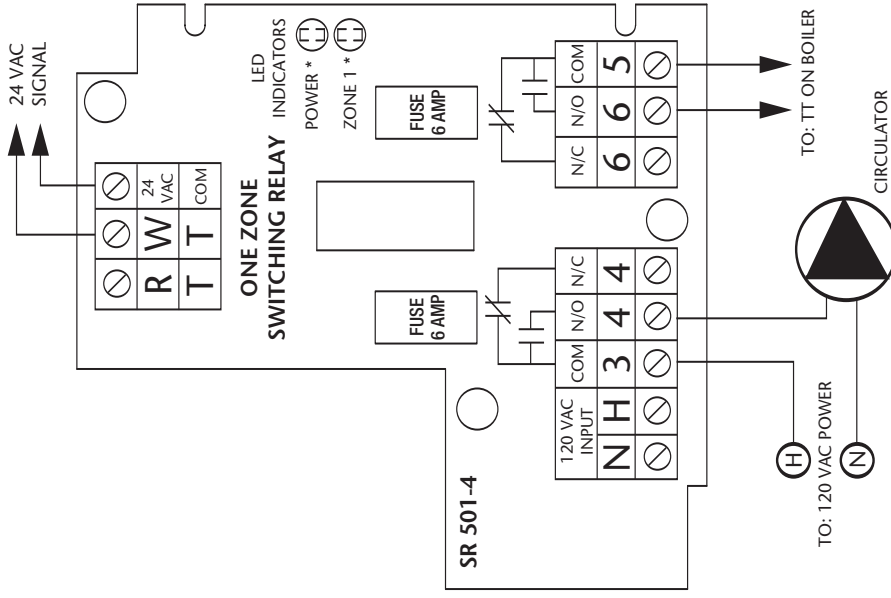 24 VAC
SIGNAL
R W 24
VAC
T T COM
ONE ZONE
SWITCHING RELAY
LED
INDICATORS
POWER *
ZONE 1 *
FUSE
6 AMP
FUSE
6 AMP
120 VAC
INPUT
COM N/O N/C
N H 3 4 4
N/C N/O COM
6 6 5
SR 501-4
H
N
TO: 120 VAC POWER
CIRCULATOR
TO: TT ON BOILER